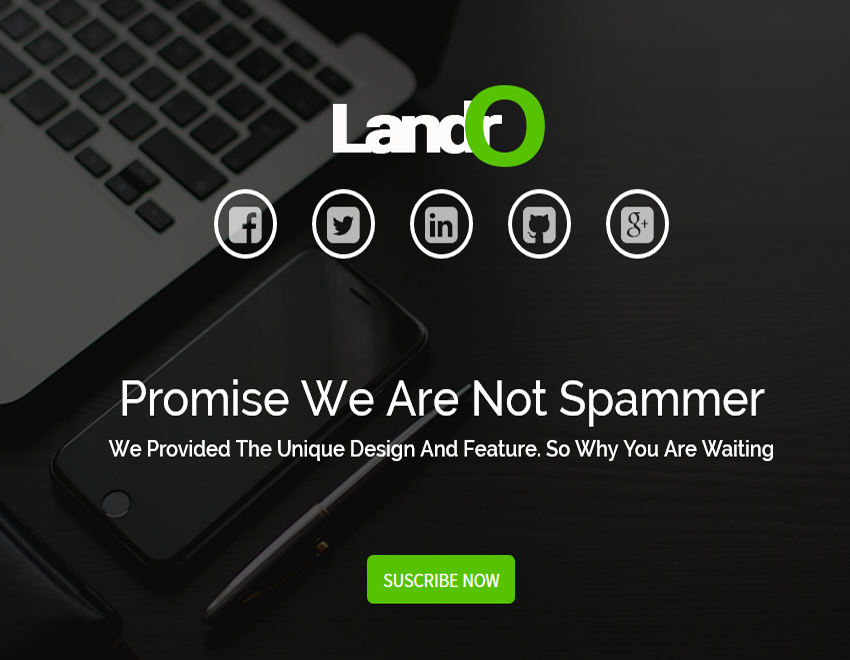 LandrO
Promise We Are Not Spammer
We Provided The Unique Design And Feature. So Why You Are Waiting
SUSCRIBE NOW